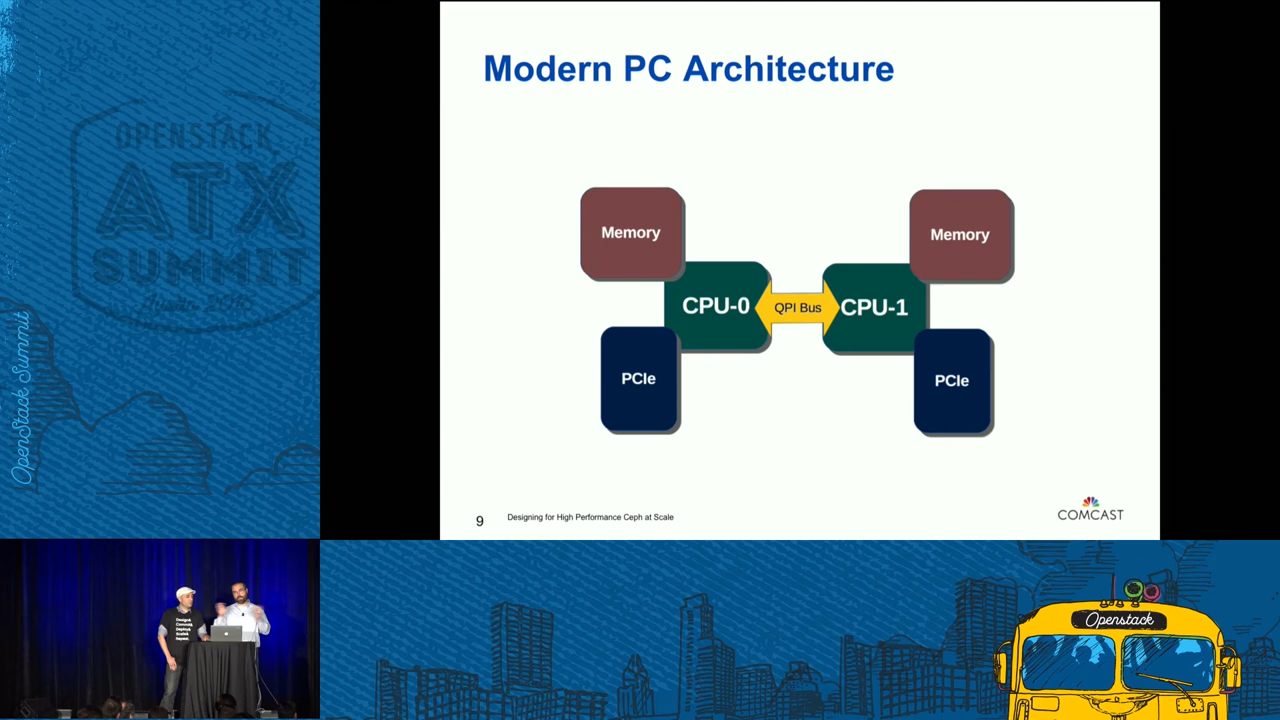 OPENSTACK
ATX
SUMMIT
OpenStack Summit
Modern PC Architecture
Memory
Memory
CPU-0
QPI Bus
CPU-1
PCIe
PCIe
9
Designing for High Performance Ceph at Scale
COMCAST
Openstack